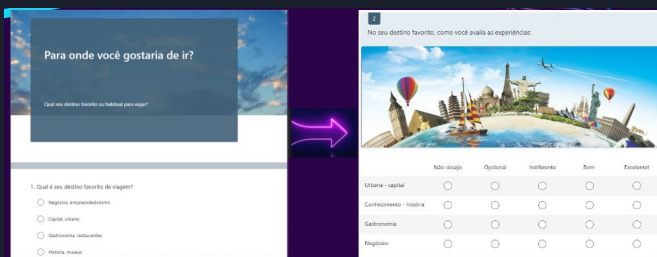 Para onde você gostaria de ir?
Qual seu destino favorito ou habitual para viajar?
1. Qual é seu destino favorito de viagem?
Negócios, empreendedorismo
Capital, urbano
Gastronomia, restaurantes
História, museus
2
No seu destino favorito, como você avalia as experiências:
Não desejo Opcional Indiferente Bom Excelente!
Urbana - capital
Conhecimento - história
Gastronomia
Negócios